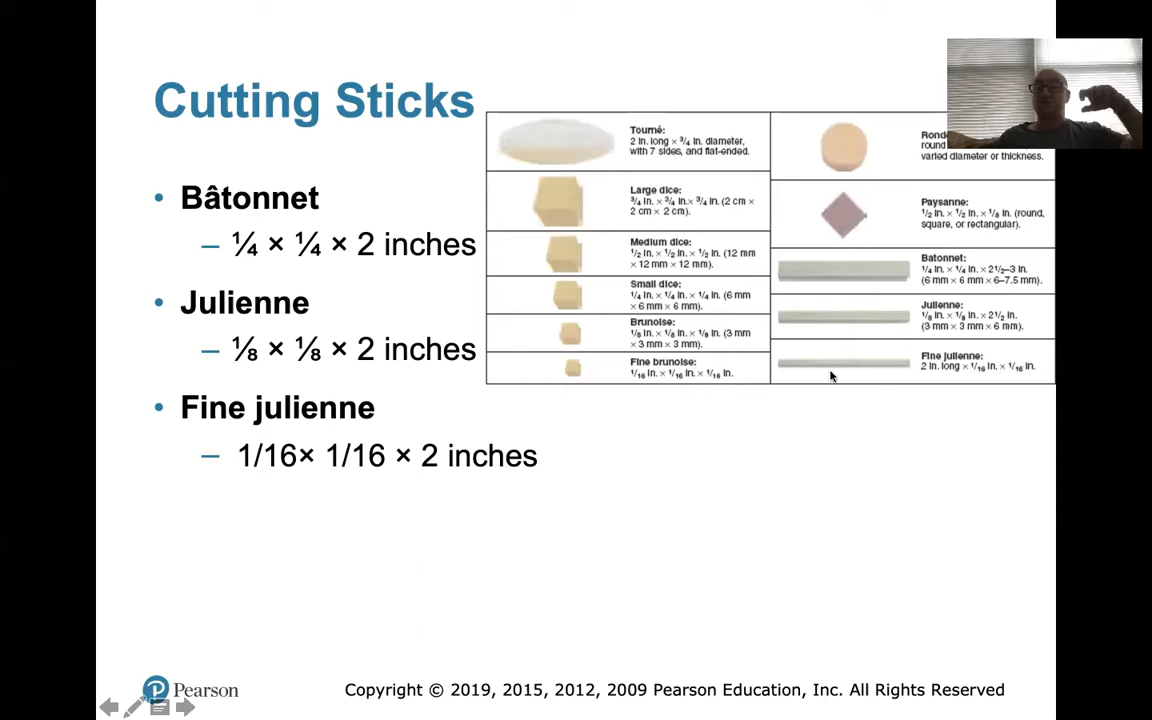 Cutting Sticks
• Bâtonnet
– ¼ × ¼ × 2 inches
• Julienne
– ⅛ × ⅛ × 2 inches
• Fine julienne
– 1/16× 1/16 × 2 inches
Tourné:
2 in. long × 3/4 in. diameter,
with 7 sides, and flat-ended.
Large dice:
3/4 in. × 3/4 in.× 3/4 in. (2 cm ×
2 cm × 2 cm).
Medium dice:
1/2 in. × 1/2 in. × 1/2 in. (12 mm
× 12 mm × 12 mm).
Small dice:
1/4 in. × 1/4 in. × 1/4 in. (6 mm
× 6 mm × 6 mm).
Brunoise:
1/8 in. × 1/8 in. × 1/8 in. (3 mm
× 3 mm × 3 mm).
Fine brunoise:
1/16 in. × 1/16 in. × 1/16 in.
round
varied diameter or thickness.
Paysanne:
1/2 in. × 1/2 in. × 1/8 in. (round,
square, or rectangular).
Batonnet:
1/4 in. × 1/4 in. × 2 1/2–3 in.
(6 mm × 6 mm × 6–7.5 mm).
Julienne:
1/8 in. × 1/8 in. × 2 1/2 in.
(3 mm × 3 mm × 6 mm).
Fine julienne:
2 in. long × 1/16 in. × 1/16 in.
Pearson
Copyright © 2019, 2015, 2012, 2009 Pearson Education, Inc. All Rights Reserved